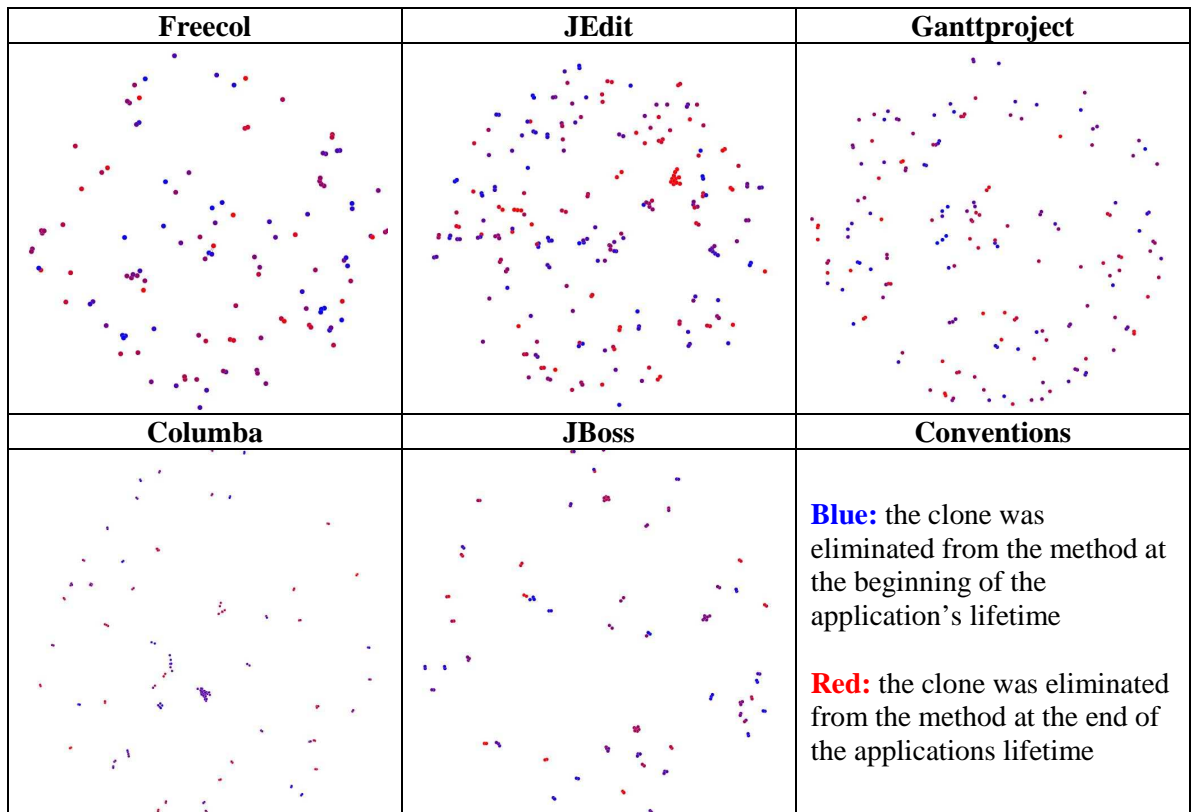 Freecol
JEdit
Ganttproject
Columba
JBoss
Conventions
Blue: the clone was
eliminated from the method at
the beginning of the
application’s lifetime
Red: the clone was eliminated
from the method at the end of
the applications lifetime